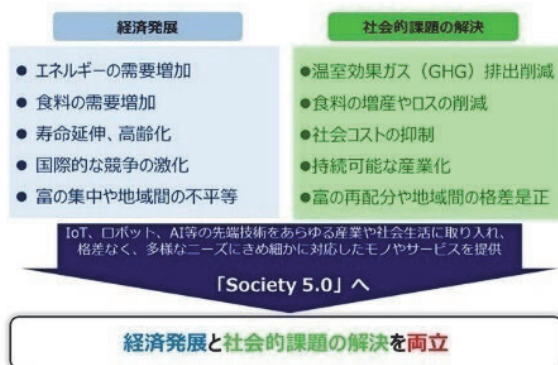 経済発展
● エネルギーの需要増加
● 食料の需要増加
● 寿命延伸、高齢化
● 国際的な競争の激化
● 富の集中や地域間の不平等
社会的課題の解決
●温室効果ガス（GHG）排出削減
●食料の増産やロスの削減
●社会コストの抑制
●持続可能な産業化
●富の再配分や地域間の格差是正
IoT、ロボット、AI等の先端技術をあらゆる産業や社会生活に取り入れ、
格差なく、多様なニーズにきめ細かに対応したモノやサービスを提供
「Society 5.0」へ
経済発展と社会的課題の解決を両立